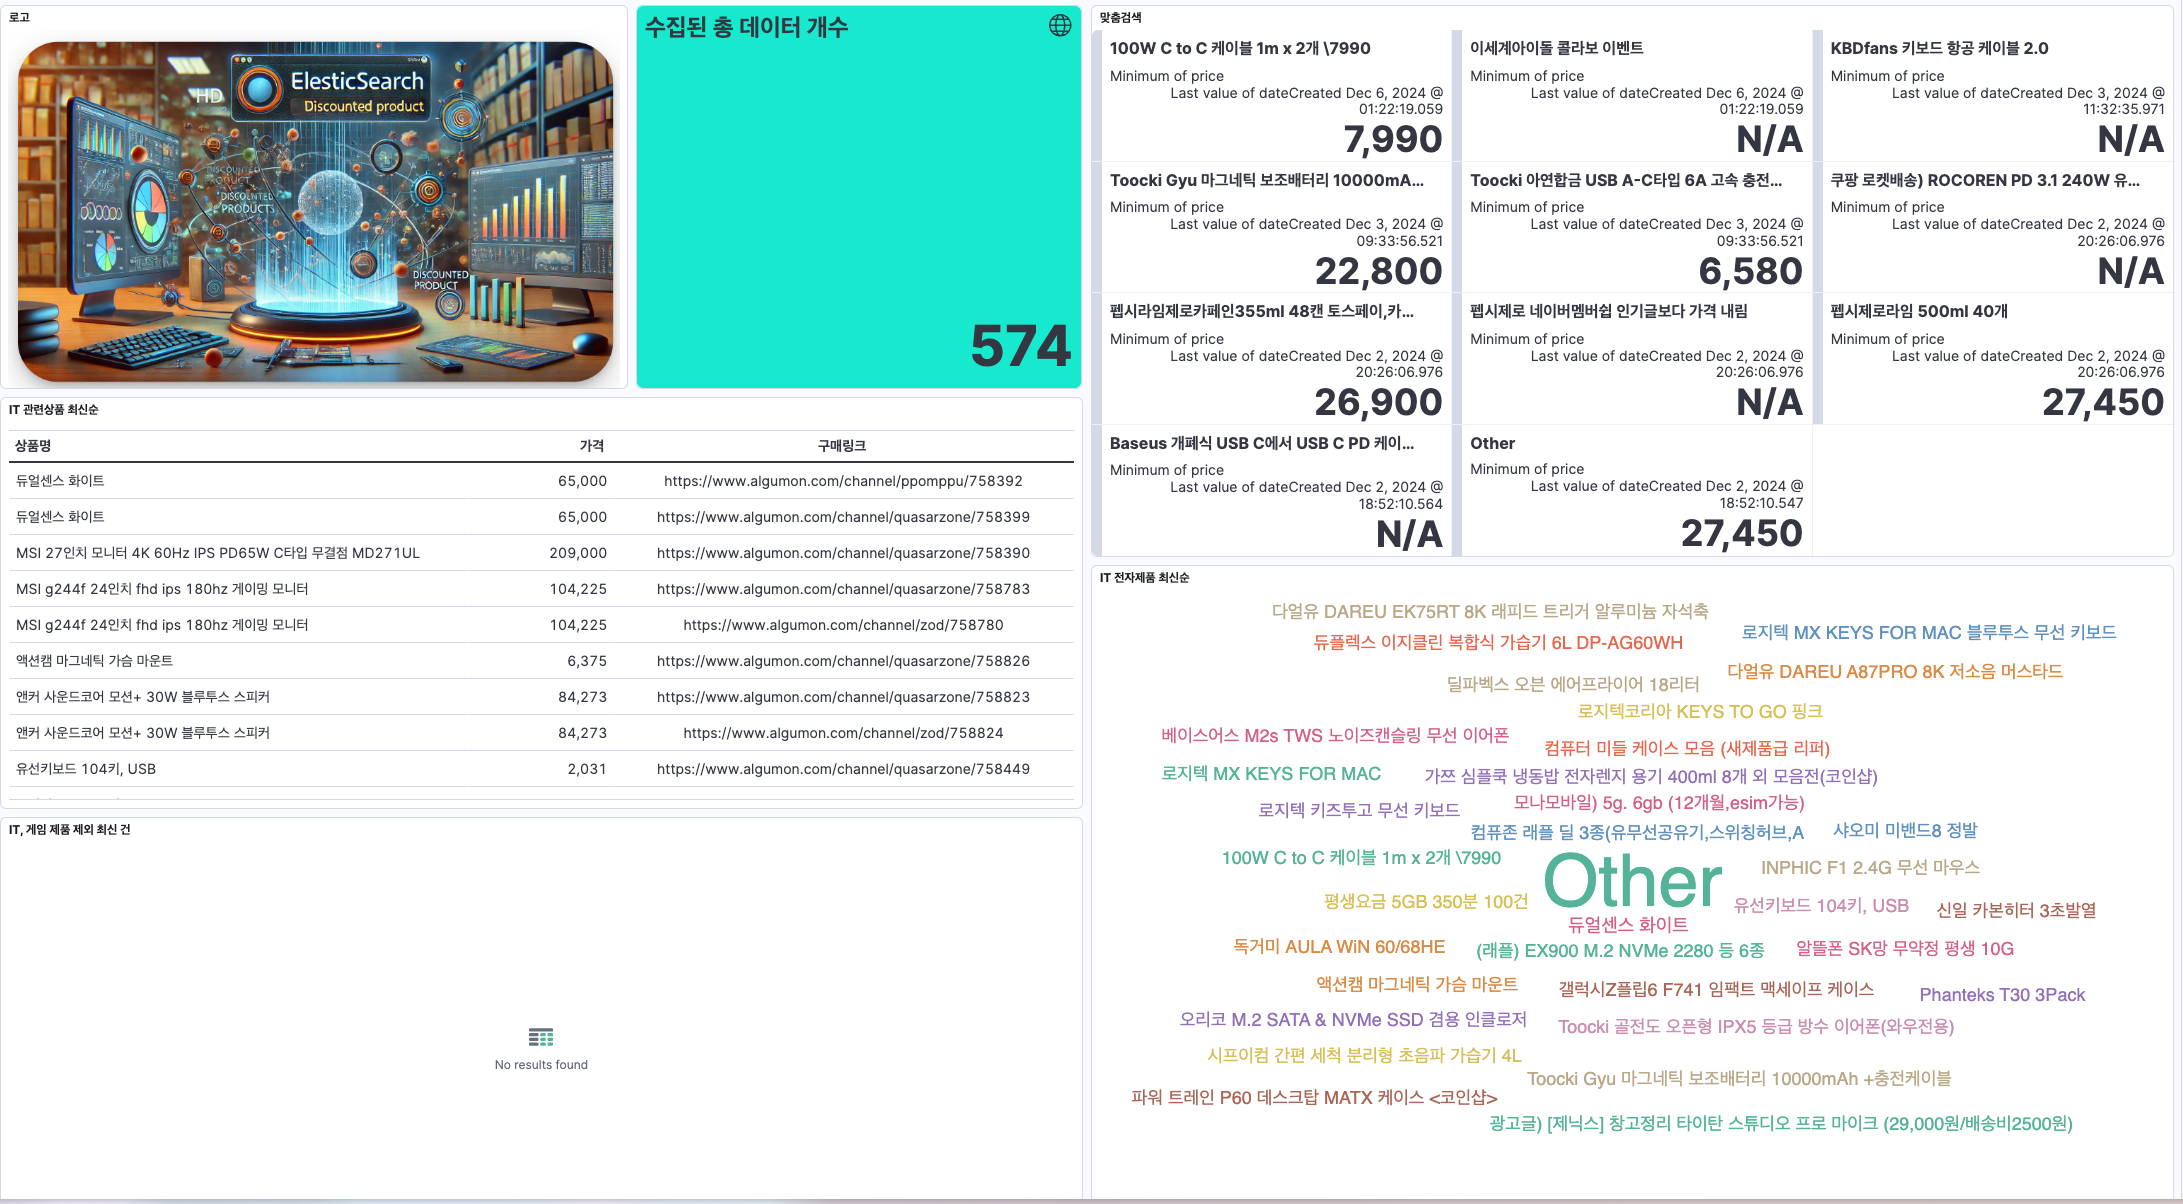 로고
HD
ElesticSearch
Discounted product
DISCOUNTED
PRODUCT
DISCOUNTED
PRODUCTS
DISCOUNTED
PRODUCT
수집된 총 데이터 개수
574
맞춤검색
100W C to C 케이블 1m x 2개 \7990
Minimum of price
Last value of dateCreated Dec 6, 2024 @
01:22:19.059
7,990
이세계아이돌 콜라보 이벤트
Minimum of price
Last value of dateCreated Dec 6, 2024 @
01:22:19.059
N/A
KBDfans 키보드 항공 케이블 2.0
Minimum of price
Last value of dateCreated Dec 3, 2024 @
11:32:35.971
N/A
Toocki Gyu 마그네틱 보조배터리 10000mA...
Minimum of price
Last value of dateCreated Dec 3, 2024 @
09:33:56.521
22,800
Toocki 아연합금 USB A-C타입 6A 고속 충전...
Minimum of price
Last value of dateCreated Dec 3, 2024 @
09:33:56.521
6,580
쿠팡 로켓배송) ROCOREN PD 3.1 240W 유...
Minimum of price
Last value of dateCreated Dec 2, 2024 @
20:26:06.976
N/A
펩시라임제로카페인355ml 48캔 토스페이,카...
Minimum of price
Last value of dateCreated Dec 2, 2024 @
20:26:06.976
26,900
펩시제로 네이버멤버쉽 인기글보다 가격 내림
Minimum of price
Last value of dateCreated Dec 2, 2024 @
20:26:06.976
N/A
펩시제로라임 500ml 40개
Minimum of price
Last value of dateCreated Dec 2, 2024 @
20:26:06.976
27,450
Baseus 개폐식 USB C에서 USB C PD 케이...
Minimum of price
Last value of dateCreated Dec 2, 2024 @
18:52:10.564
N/A
Other
Minimum of price
Last value of dateCreated Dec 2, 2024 @
18:52:10.547
27,450
IT 관련상품 최신순
상품명 가격 구매링크
듀얼센스 화이트 65,000 https://www.algumon.com/channel/ppomppu/758392
듀얼센스 화이트 65,000 https://www.algumon.com/channel/quasarzone/758399
MSI 27인치 모니터 4K 60Hz IPS PD65W C타입 무결점 MD271UL 209,000 https://www.algumon.com/channel/quasarzone/758390
MSI g244f 24인치 fhd ips 180hz 게이밍 모니터 104,225 https://www.algumon.com/channel/quasarzone/758783
MSI g244f 24인치 fhd ips 180hz 게이밍 모니터 104,225 https://www.algumon.com/channel/zod/758780
액션캠 마그네틱 가슴 마운트 6,375 https://www.algumon.com/channel/quasarzone/758826
앤커 사운드코어 모션+ 30W 블루투스 스피커 84,273 https://www.algumon.com/channel/quasarzone/758823
앤커 사운드코어 모션+ 30W 블루투스 스피커 84,273 https://www.algumon.com/channel/zod/758824
유선키보드 104키, USB 2,031 https://www.algumon.com/channel/quasarzone/758449
IT, 게임 제품 제외 최신 건
No results found
IT 전자제품 최신순
다얼유 DAREU EK75RT 8K 래피드 트리거 알루미늄 자석축
로지텍 MX KEYS FOR MAC 블루투스 무선 키보드
듀플렉스 이지클린 복합식 가습기 6L DP-AG60WH
다얼유 DAREU A87PRO 8K 저소음 머스타드
딜파벡스 오븐 에어프라이어 18리터
로지텍코리아 KEYS TO GO 핑크
베이스어스 M2s TWS 노이즈캔슬링 무선 이어폰
컴퓨터 미들 케이스 모음 (새제품급 리퍼)
로지텍 MX KEYS FOR MAC
가쯔 심플쿡 냉동밥 전자렌지 용기 400ml 8개 외 모음전(코인샵)
모나모바일) 5g. 6gb (12개월,esim가능)
로지텍 키즈투고 무선 키보드
컴퓨존 래플 딜 3종(유무선공유기,스위칭허브,A
샤오미 미밴드8 정발
100W C to C 케이블 1m x 2개 \7990
Other
INPHIC F1 2.4G 무선 마우스
평생요금 5GB 350분 100건
유선키보드 104키, USB
신일 카본히터 3초발열
듀얼센스 화이트
독거미 AULA WiN 60/68HE
(래플) EX900 M.2 NVMe 2280 등 6종
알뜰폰 SK망 무약정 평생 10G
액션캠 마그네틱 가슴 마운트
갤럭시Z플립6 F741 임팩트 맥세이프 케이스
Phanteks T30 3Pack
오리코 M.2 SATA & NVMe SSD 겸용 인클로저
Toocki 골전도 오픈형 IPX5 등급 방수 이어폰(와우전용)
시프이컴 간편 세척 분리형 초음파 가습기 4L
Toocki Gyu 마그네틱 보조배터리 10000mAh +충전케이블
파워 트레인 P60 데스크탑 MATX 케이스 <코인샵>
광고글) [제닉스] 창고정리 타이탄 스튜디오 프로 마이크 (29,000원/배송비2500원)